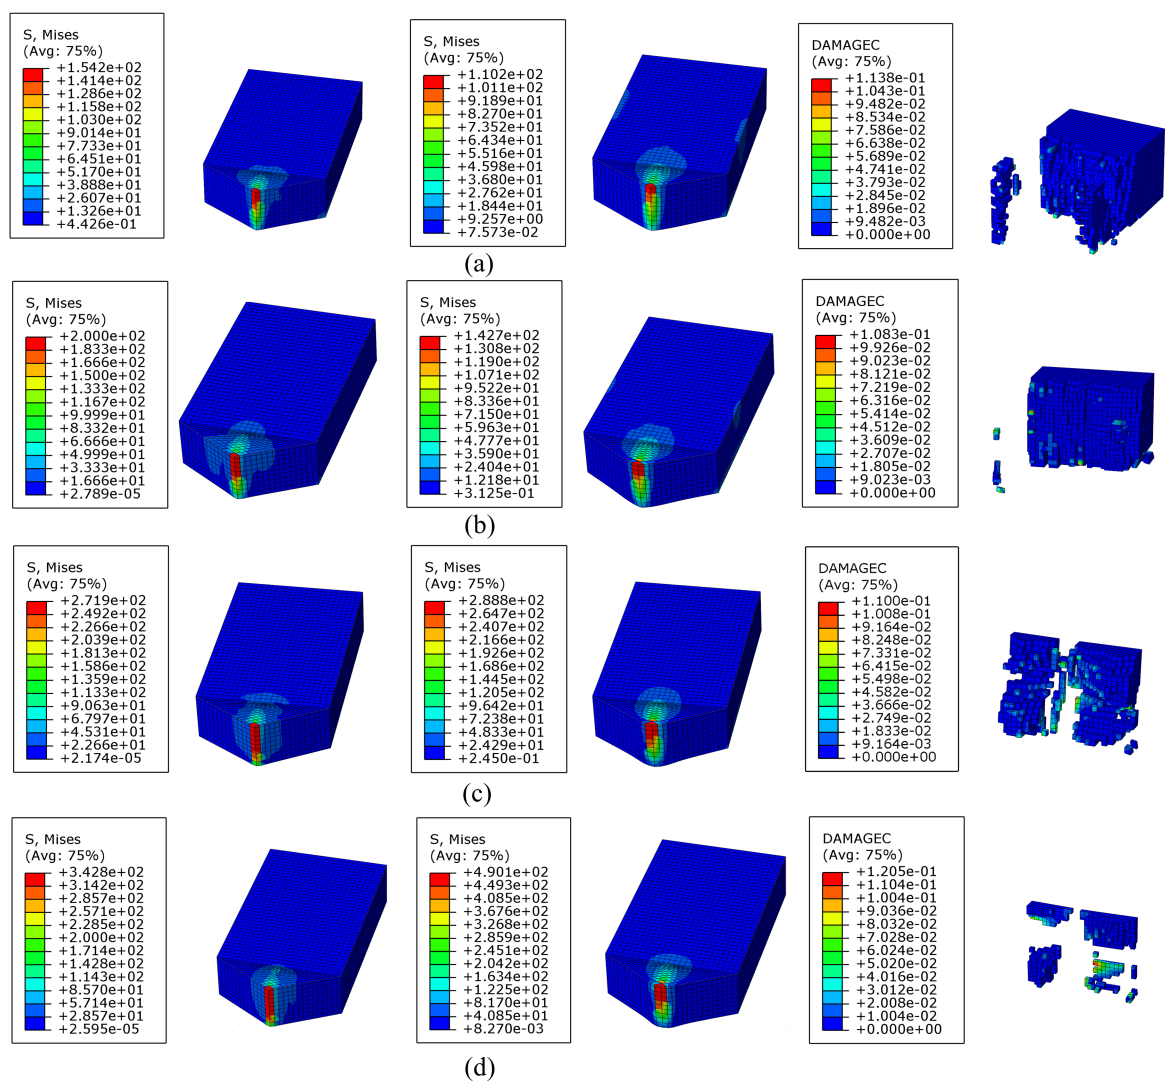 S, Mises
(Avg: 75%)
+1.542e+02
+1.414e+02
+1.286e+02
+1.158e+02
+1.030e+02
+9.014e+01
+7.733e+01
+6.451e+01
+5.170e+01
+3.888e+01
+2.607e+01
+1.326e+01
+4.426e-01
S, Mises
(Avg: 75%)
+1.102e+02
+1.011e+02
+9.189e+01
+8.270e+01
+7.352e+01
+6.434e+01
+5.516e+01
+4.598e+01
+3.680e+01
+2.762e+01
+1.844e+01
+9.257e+00
+7.573e-02
DAMAGEC
(Avg: 75%)
+1.138e-01
+1.043e-01
+9.482e-02
+8.534e-02
+7.586e-02
+6.638e-02
+5.689e-02
+4.741e-02
+3.793e-02
+2.845e-02
+1.896e-02
+9.482e-03
+0.000e+00
(a)
S, Mises
(Avg: 75%)
+2.000e+02
+1.833e+02
+1.666e+02
+1.500e+02
+1.333e+02
+1.167e+02
+9.999e+01
+8.332e+01
+6.666e+01
+4.999e+01
+3.333e+01
+1.666e+01
+2.789e-05
S, Mises
(Avg: 75%)
+1.427e+02
+1.308e+02
+1.190e+02
+1.071e+02
+9.522e+01
+8.336e+01
+7.150e+01
+5.963e+01
+4.777e+01
+3.590e+01
+2.404e+01
+1.218e+01
+3.125e-01
DAMAGEC
(Avg: 75%)
+1.083e-01
+9.926e-02
+9.023e-02
+8.121e-02
+7.219e-02
+6.316e-02
+5.414e-02
+4.512e-02
+3.609e-02
+2.707e-02
+1.805e-02
+9.023e-03
+0.000e+00
(b)
S, Mises
(Avg: 75%)
+2.719e+02
+2.492e+02
+2.266e+02
+2.039e+02
+1.813e+02
+1.586e+02
+1.359e+02
+1.133e+02
+9.063e+01
+6.797e+01
+4.531e+01
+2.266e+01
+2.174e-05
S, Mises
(Avg: 75%)
+2.888e+02
+2.647e+02
+2.407e+02
+2.166e+02
+1.926e+02
+1.686e+02
+1.445e+02
+1.205e+02
+9.642e+01
+7.238e+01
+4.833e+01
+2.429e+01
+2.450e-01
DAMAGEC
(Avg: 75%)
+1.100e-01
+1.008e-01
+9.164e-02
+8.248e-02
+7.331e-02
+6.415e-02
+5.498e-02
+4.582e-02
+3.666e-02
+2.749e-02
+1.833e-02
+9.164e-03
+0.000e+00
(c)
S, Mises
(Avg: 75%)
+3.428e+02
+3.142e+02
+2.857e+02
+2.571e+02
+2.285e+02
+2.000e+02
+1.714e+02
+1.428e+02
+1.143e+02
+8.570e+01
+5.714e+01
+2.857e+01
+2.595e-05
S, Mises
(Avg: 75%)
+4.901e+02
+4.493e+02
+4.085e+02
+3.676e+02
+3.268e+02
+2.859e+02
+2.451e+02
+2.042e+02
+1.634e+02
+1.225e+02
+8.170e+01
+4.085e+01
+8.270e-03
DAMAGEC
(Avg: 75%)
+1.205e-01
+1.104e-01
+1.004e-01
+9.036e-02
+8.032e-02
+7.028e-02
+6.024e-02
+5.020e-02
+4.016e-02
+3.012e-02
+2.008e-02
+1.004e-02
+0.000e+00
(d)